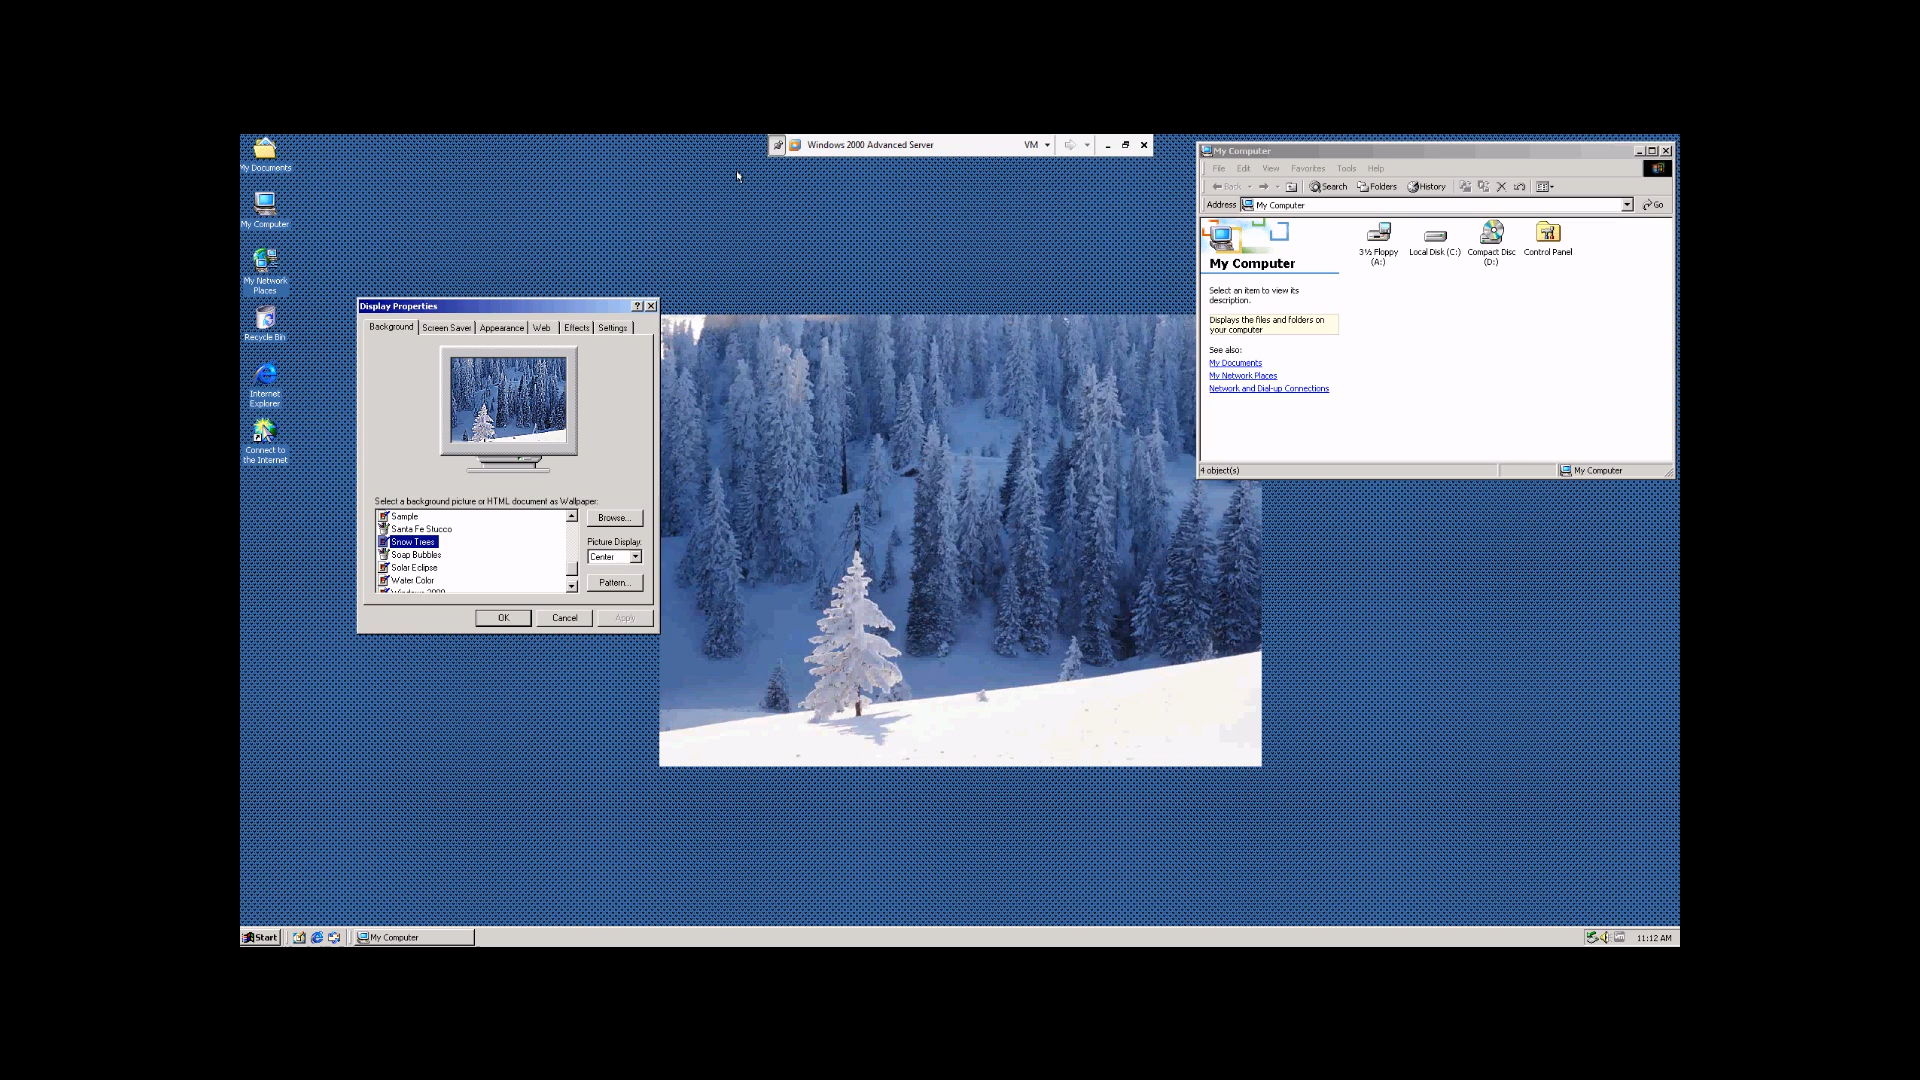 My Documents
My Computer
My Network
Places
Recycle Bin
Internet
Explorer
Connect to
the Internet
Windows 2000 Advanced Server
VM
Display Properties
Background
Screen Saver
Appearance
Web
Effects
Settings
Select a background picture or HTML document as Wallpaper:
Sample
Santa Fe Stucco
Snow Trees
Soap Bubbles
Solar Eclipse
Water Color
Windows 2000
Browse...
Picture Display:
Center
Pattern...
OK
Cancel
Apply
My Computer
File Edit View Favorites Tools Help
Back Search Folders History
Address My Computer Go
My Computer
Select an item to view its
description.
Displays the files and folders on
your computer
See also:
My Documents
My Network Places
Network and Dial-up Connections
3½ Floppy
(A:)
Local Disk (C:)
Compact Disc
(D:)
Control Panel
4 object(s)
My Computer
Start
My Computer
11:12 AM